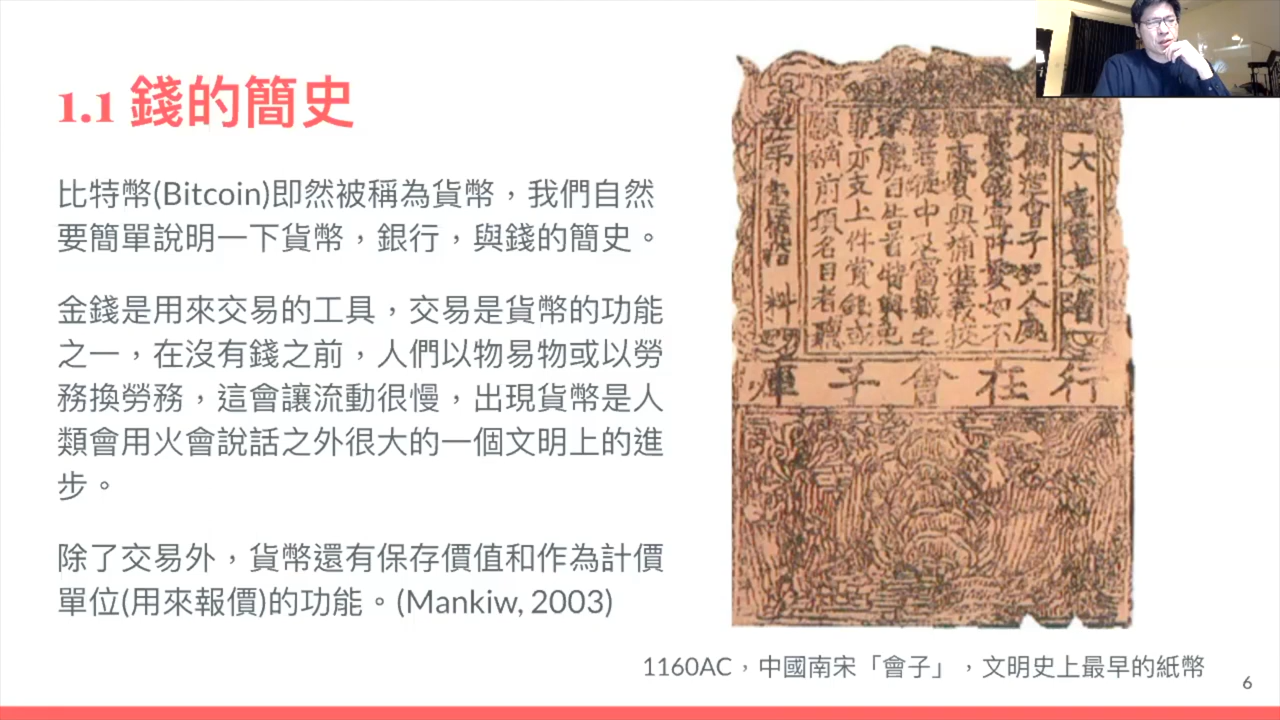 1.1 錢的簡史
比特幣(Bitcoin)即然被稱為貨幣，我們自然
要簡單說明一下貨幣，銀行，與錢的簡史。
金錢是用來交易的工具，交易是貨幣的功能
之一，在沒有錢之前，人們以物易物或以勞
務換勞務，這會讓流動很慢，出現貨幣是人
類會用火會說話之外很大的一個文明上的進
步。
除了交易外，貨幣還有保存價值和作為計價
單位(用來報價)的功能。(Mankiw, 2003)
行在會子庫
1160AC，中國南宋「會子」，文明史上最早的紙幣
6